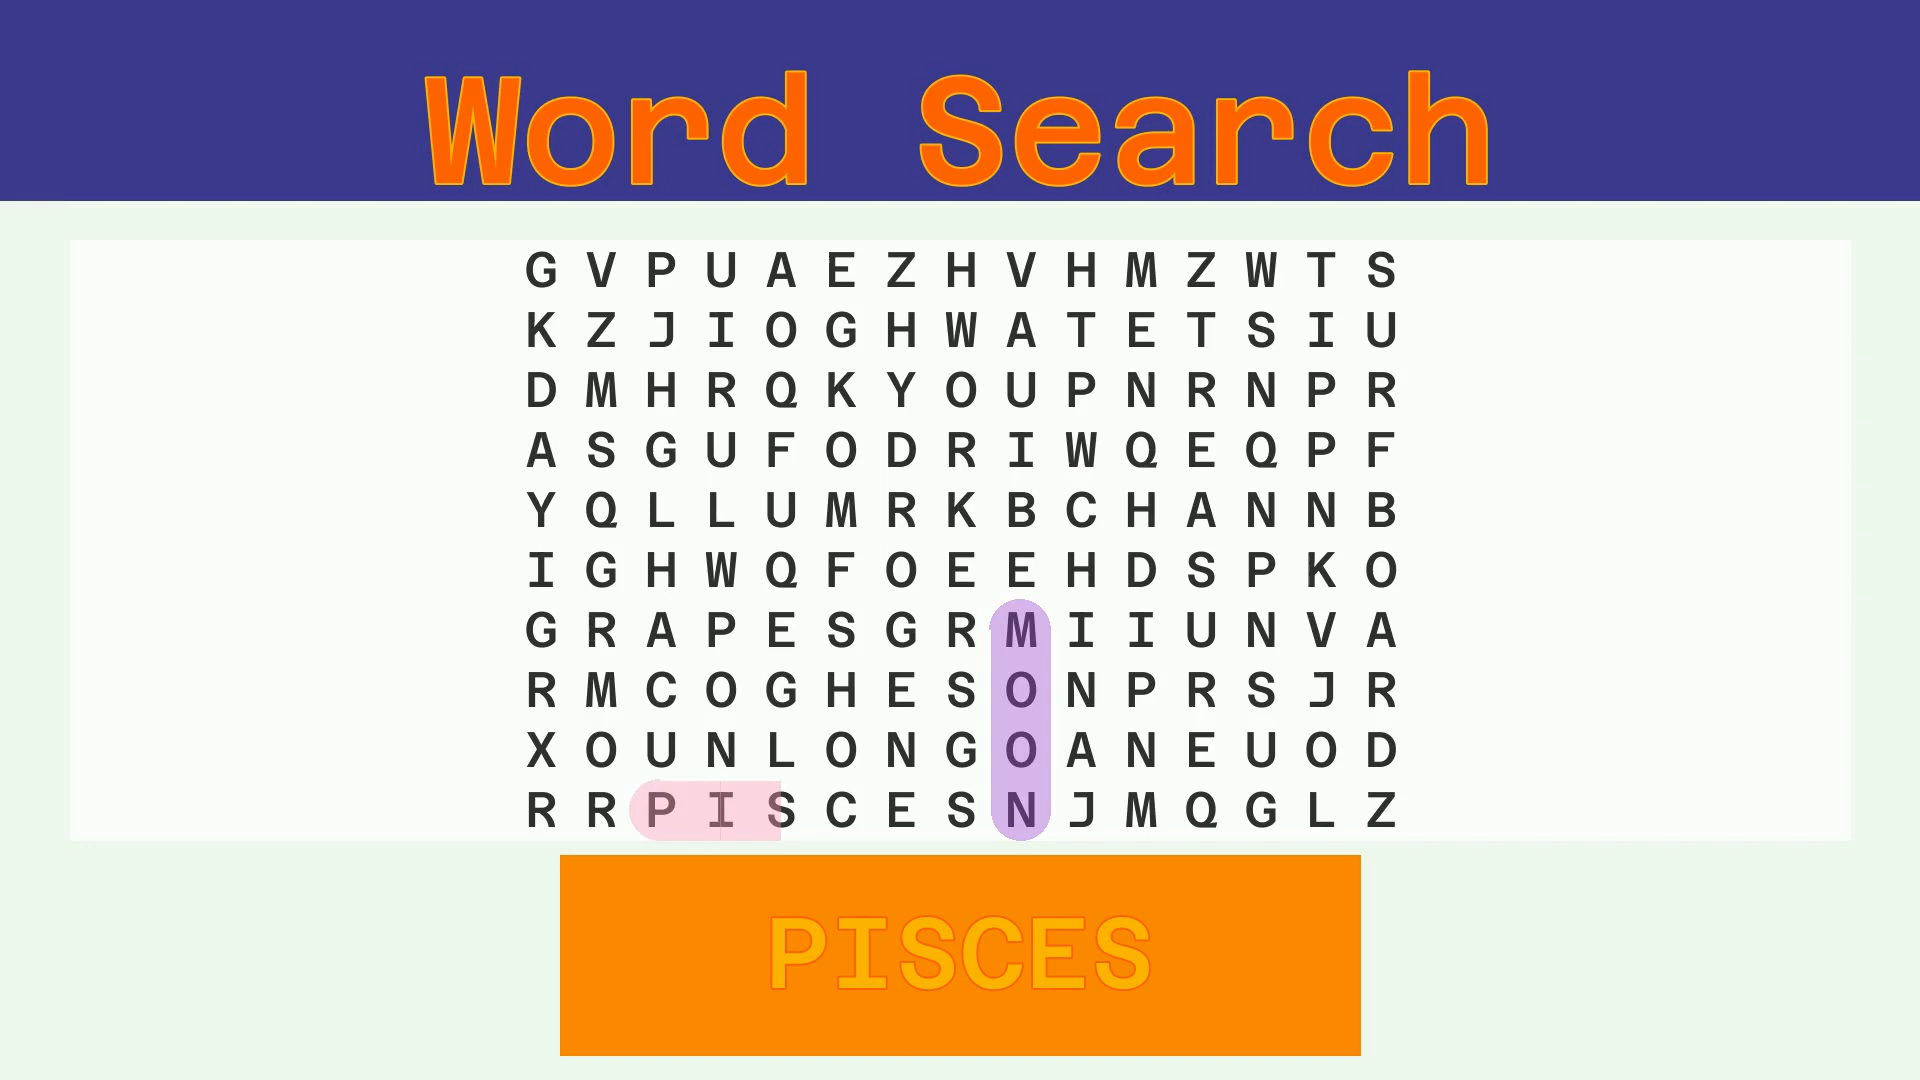 Word Search
G V P U A E Z H V H M Z W T S
K Z J I O G H W A T E T S I U
D M H R Q K Y O U P N R N P R
A S G U F O D R I W Q E Q P F
Y Q L L U M R K B C H A N N B
I G H W Q F O E E H D S P K O
G R A P E S G R M I I U N V A
R M C O G H E S O N P R S J R
X O U N L O N G O A N E U O D
R R P I S C E S N J M Q G L Z
PISCES